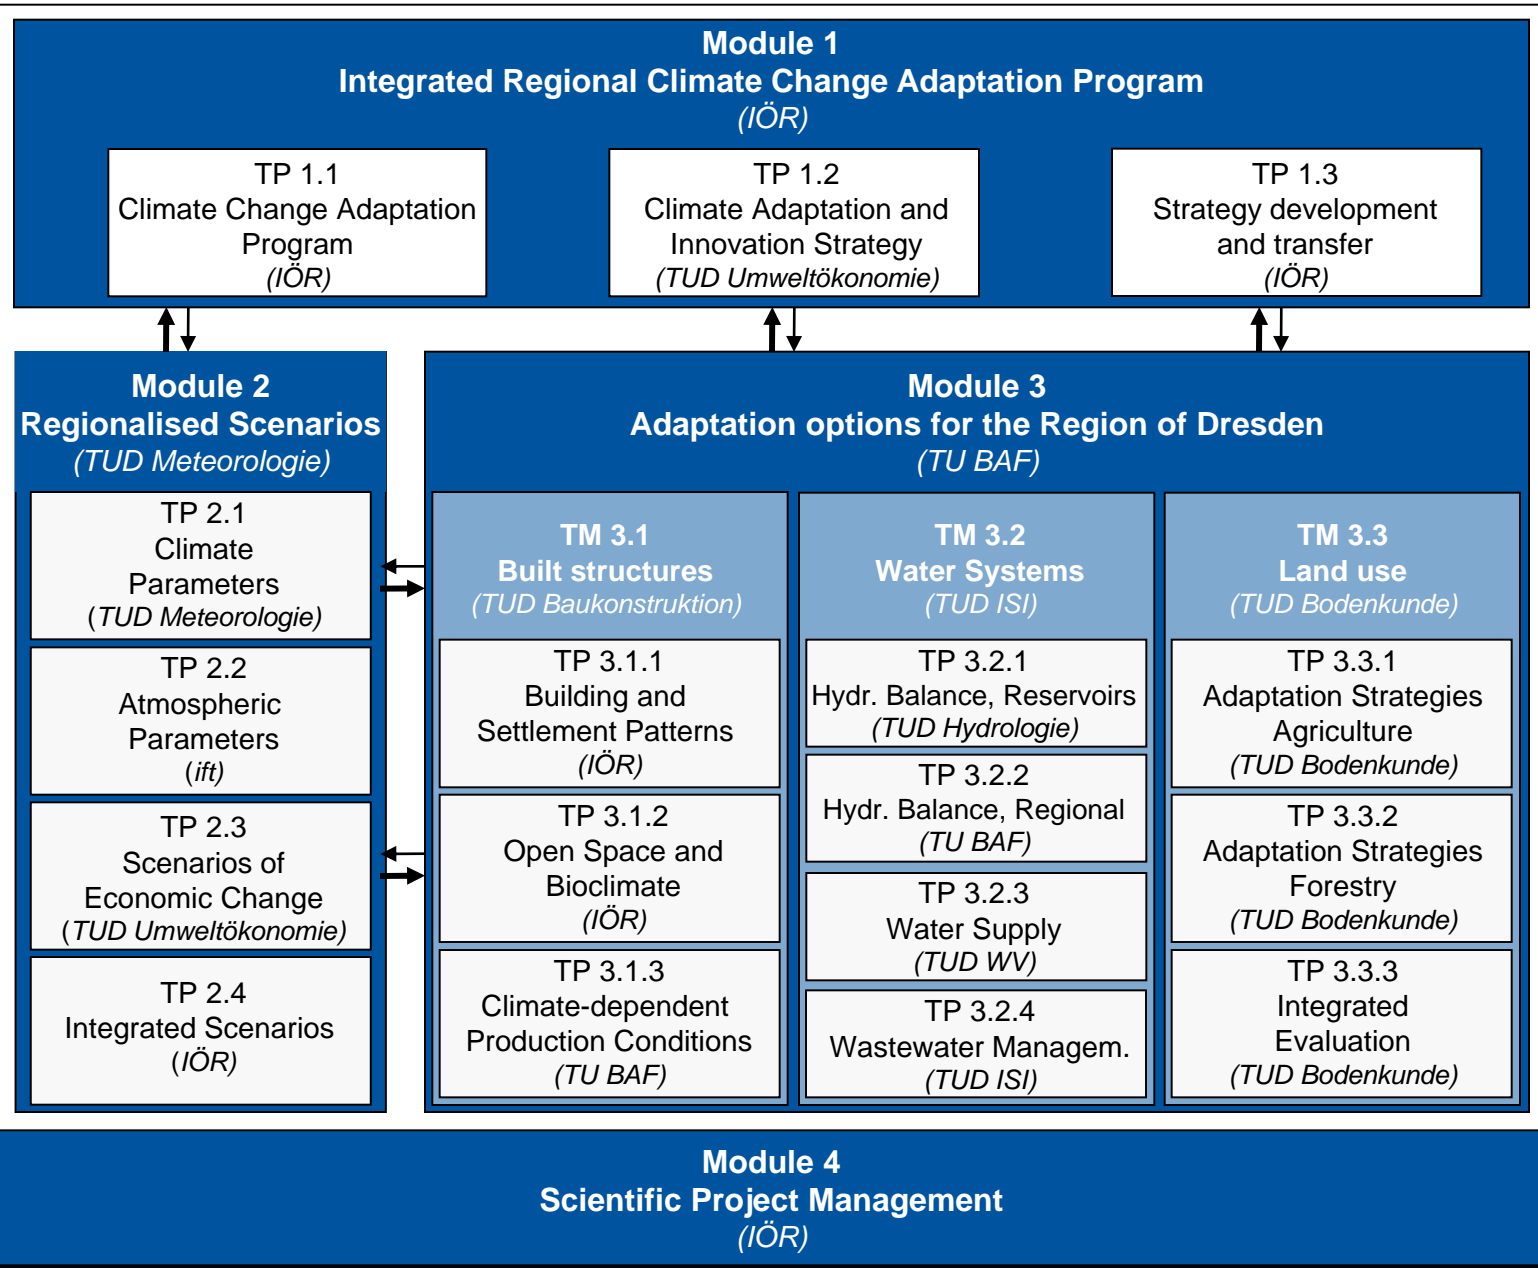 Module 1
Integrated Regional Climate Change Adaptation Program
(IÖR)
TP 1.1
Climate Change Adaptation
Program
(IÖR)
TP 1.2
Climate Adaptation and
Innovation Strategy
(TUD Umweltökonomie)
TP 1.3
Strategy development
and transfer
(IÖR)
Module 2
Regionalised Scenarios
(TUD Meteorologie)
TP 2.1
Climate
Parameters
(TUD Meteorologie)
TP 2.2
Atmospheric
Parameters
(ift)
TP 2.3
Scenarios of
Economic Change
(TUD Umweltökonomie)
TP 2.4
Integrated Scenarios
(IÖR)
Module 3
Adaptation options for the Region of Dresden
(TU BAF)
TM 3.1
Built structures
(TUD Baukonstruktion)
TP 3.1.1
Building and
Settlement Patterns
(IÖR)
TP 3.1.2
Open Space and
Bioclimate
(IÖR)
TP 3.1.3
Climate-dependent
Production Conditions
(TU BAF)
TM 3.2
Water Systems
(TUD ISI)
TP 3.2.1
Hydr. Balance, Reservoirs
(TUD Hydrologie)
TP 3.2.2
Hydr. Balance, Regional
(TU BAF)
TP 3.2.3
Water Supply
(TUD WV)
TP 3.2.4
Wastewater Managem.
(TUD ISI)
TM 3.3
Land use
(TUD Bodenkunde)
TP 3.3.1
Adaptation Strategies
Agriculture
(TUD Bodenkunde)
TP 3.3.2
Adaptation Strategies
Forestry
(TUD Bodenkunde)
TP 3.3.3
Integrated
Evaluation
(TUD Bodenkunde)
Module 4
Scientific Project Management
(IÖR)